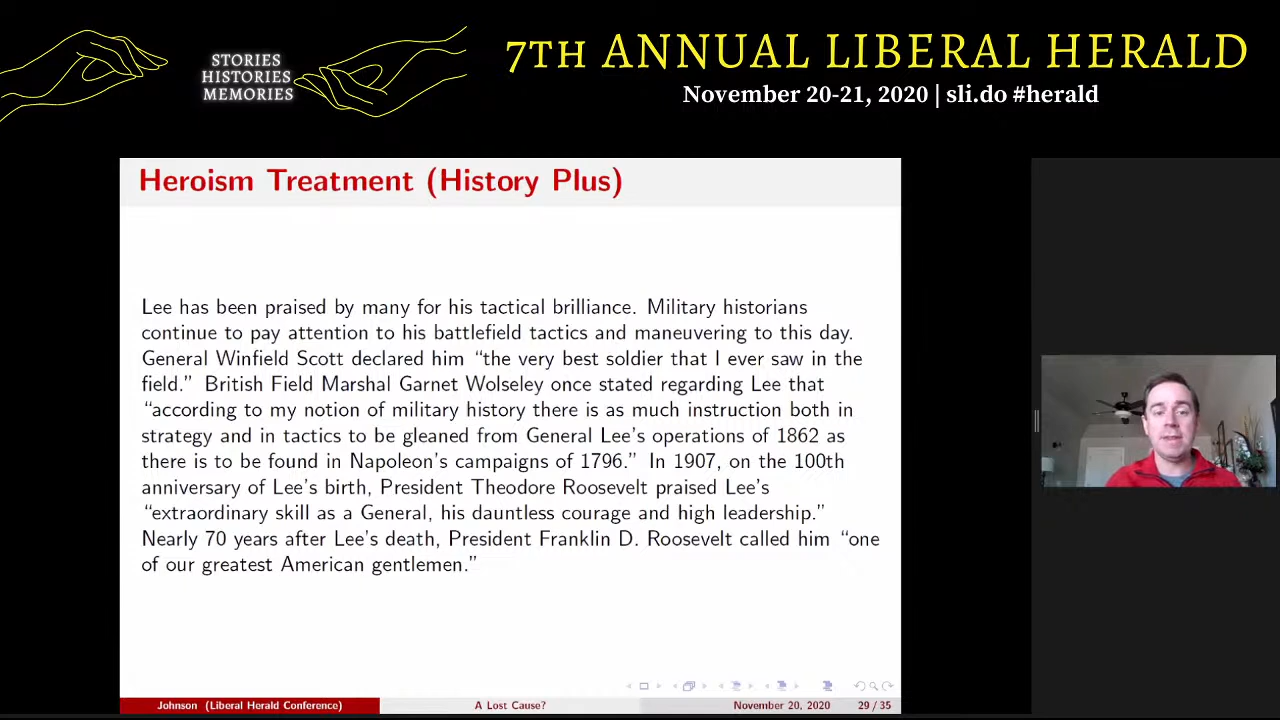 STORIES
HISTORIES
MEMORIES
7TH ANNUAL LIBERAL HERALD
November 20-21, 2020 | sli.do #herald
Heroism Treatment (History Plus)
Lee has been praised by many for his tactical brilliance. Military historians
continue to pay attention to his battlefield tactics and maneuvering to this day.
General Winfield Scott declared him “the very best soldier that I ever saw in the
field.” British Field Marshal Garnet Wolseley once stated regarding Lee that
“according to my notion of military history there is as much instruction both in
strategy and in tactics to be gleaned from General Lee’s operations of 1862 as
there is to be found in Napoleon’s campaigns of 1796.” In 1907, on the 100th
anniversary of Lee’s birth, President Theodore Roosevelt praised Lee’s
“extraordinary skill as a General, his dauntless courage and high leadership.”
Nearly 70 years after Lee’s death, President Franklin D. Roosevelt called him “one
of our greatest American gentlemen.”
Johnson (Liberal Herald Conference)
A Lost Cause?
November 20, 2020
29 / 35